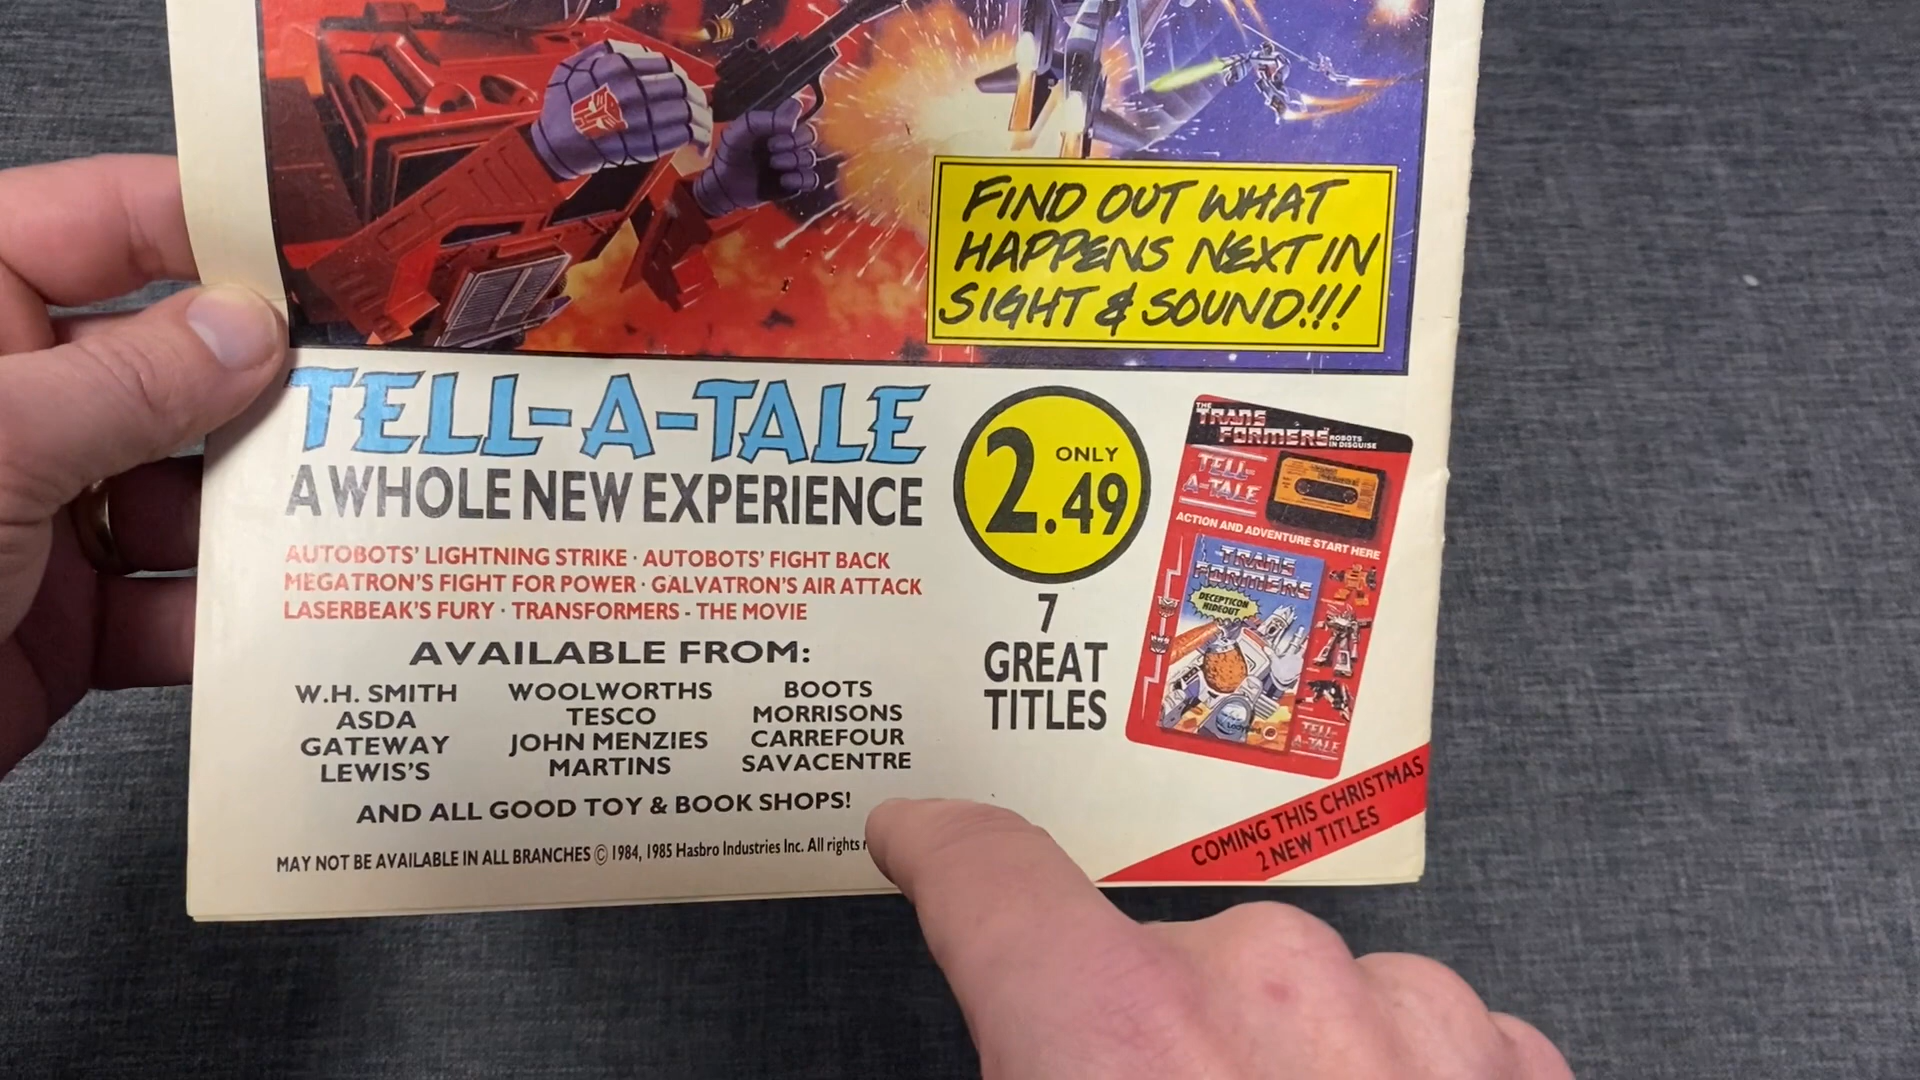 FIND OUT WHAT
HAPPENS NEXT IN
SIGHT & SOUND!!!
TELL-A-TALE
A WHOLE NEW EXPERIENCE
AUTOBOTS' LIGHTNING STRIKE · AUTOBOTS' FIGHT BACK
MEGATRON'S FIGHT FOR POWER · GALVATRON'S AIR ATTACK
LASERBEAK'S FURY · TRANSFORMERS - THE MOVIE
AVAILABLE FROM:
W.H. SMITH WOOLWORTHS BOOTS
ASDA TESCO MORRISONS
GATEWAY JOHN MENZIES CARREFOUR
LEWIS'S MARTINS SAVACENTRE
AND ALL GOOD TOY & BOOK SHOPS!
MAY NOT BE AVAILABLE IN ALL BRANCHES © 1984, 1985 Hasbro Industries Inc. All rights
ONLY
2.49
7
GREAT
TITLES
THE
TRANSFORMERS
ROBOTS
IN DISGUISE
TELL-
A-TALE
ACTION AND ADVENTURE START HERE
TRANSFORMERS
DECEPTICON
HIDEOUT
TELL-
A-TALE
COMING THIS CHRISTMAS
2 NEW TITLES